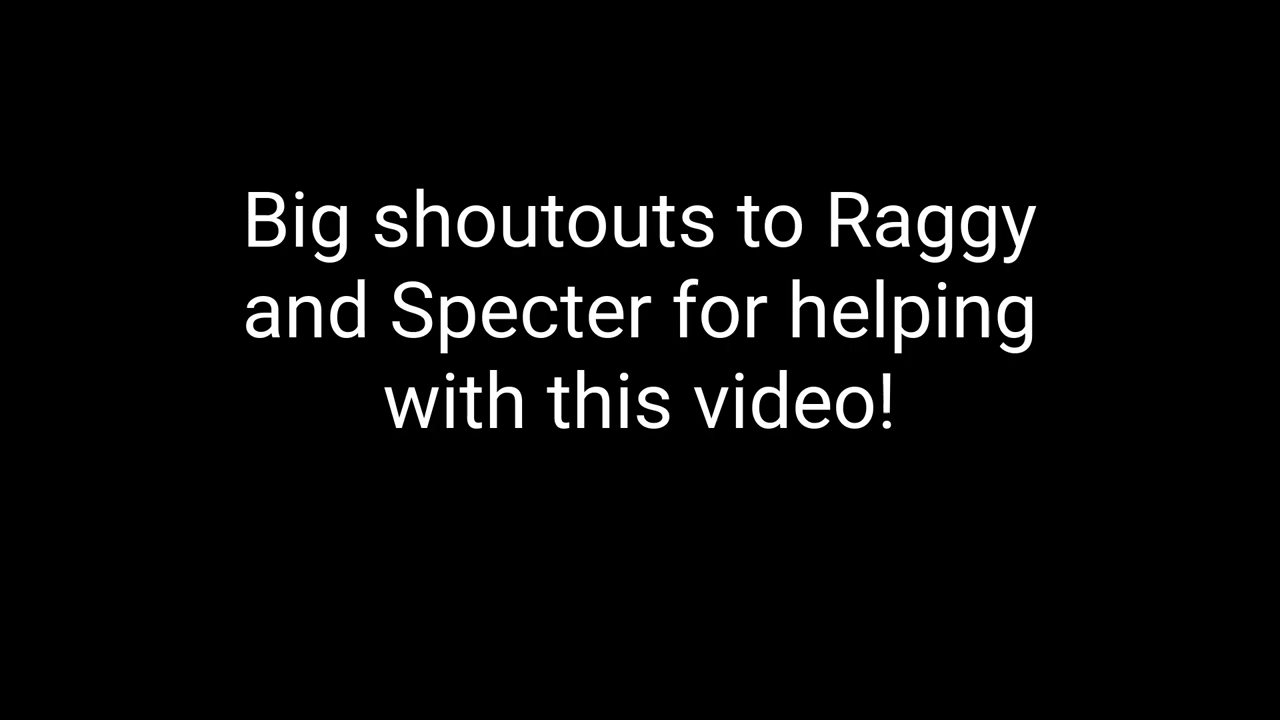 Big shoutouts to Raggy
and Specter for helping
with this video!